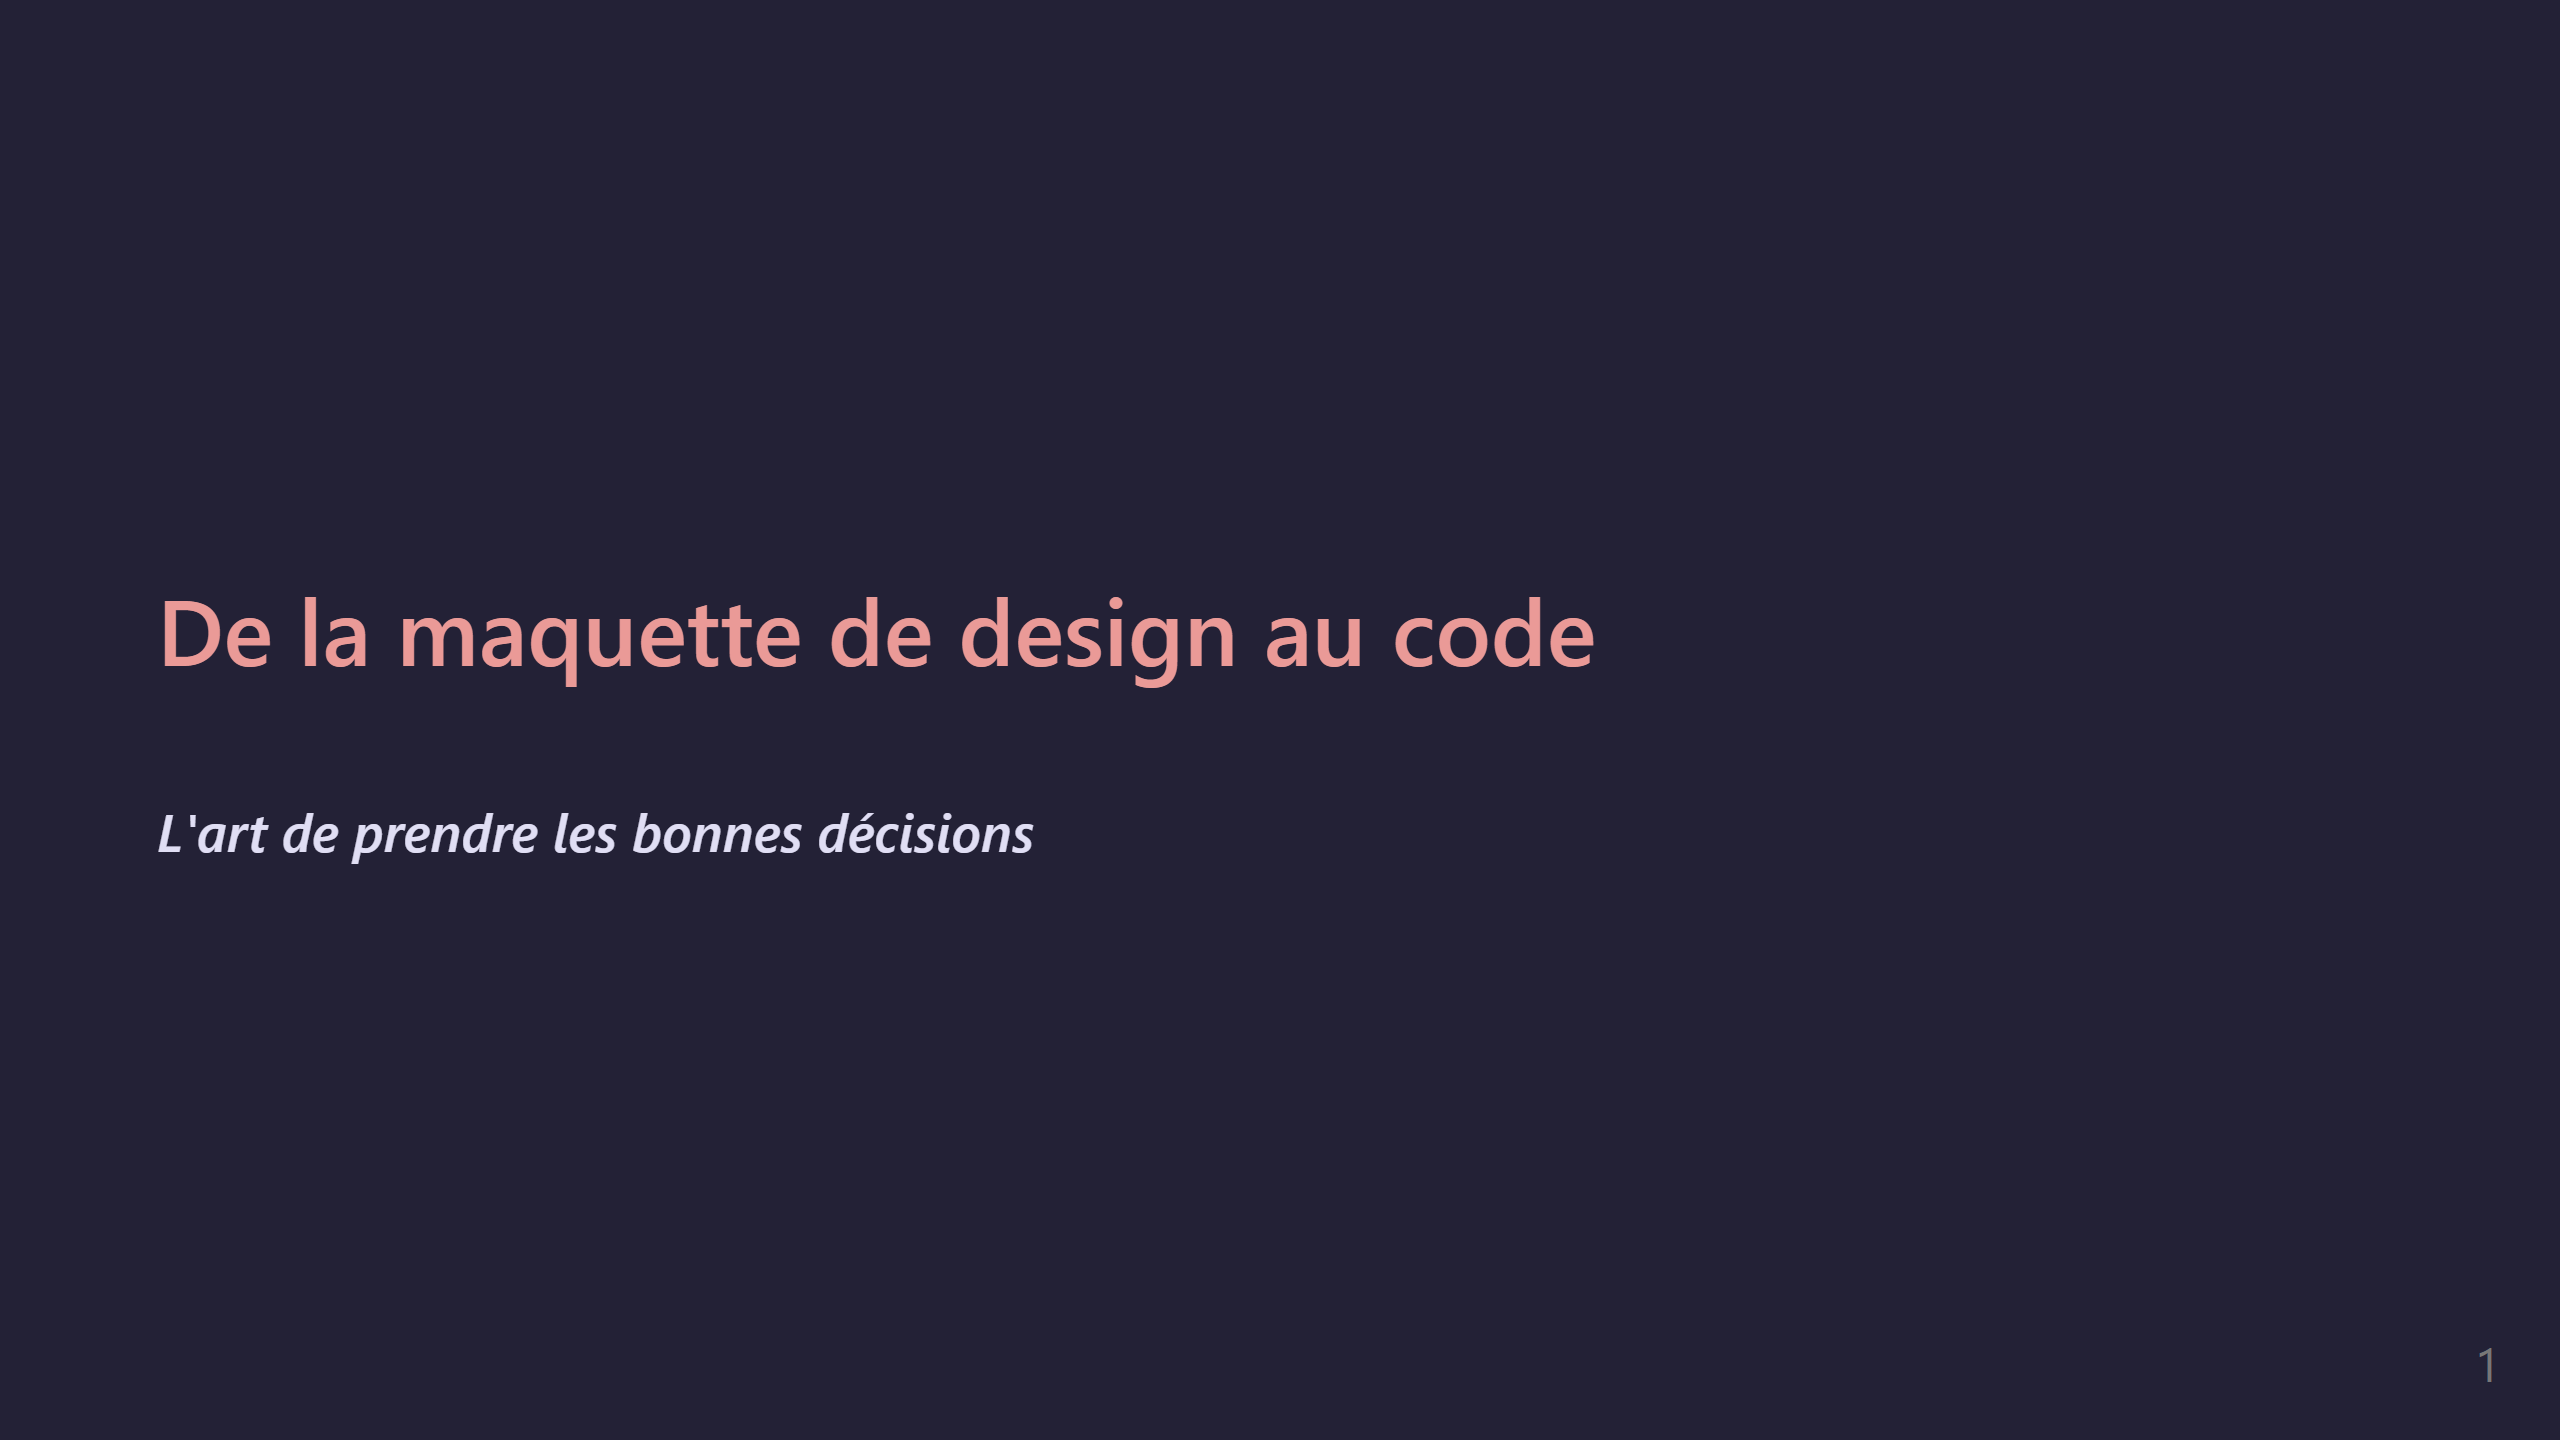 De la maquette de design au code
L'art de prendre les bonnes décisions
1